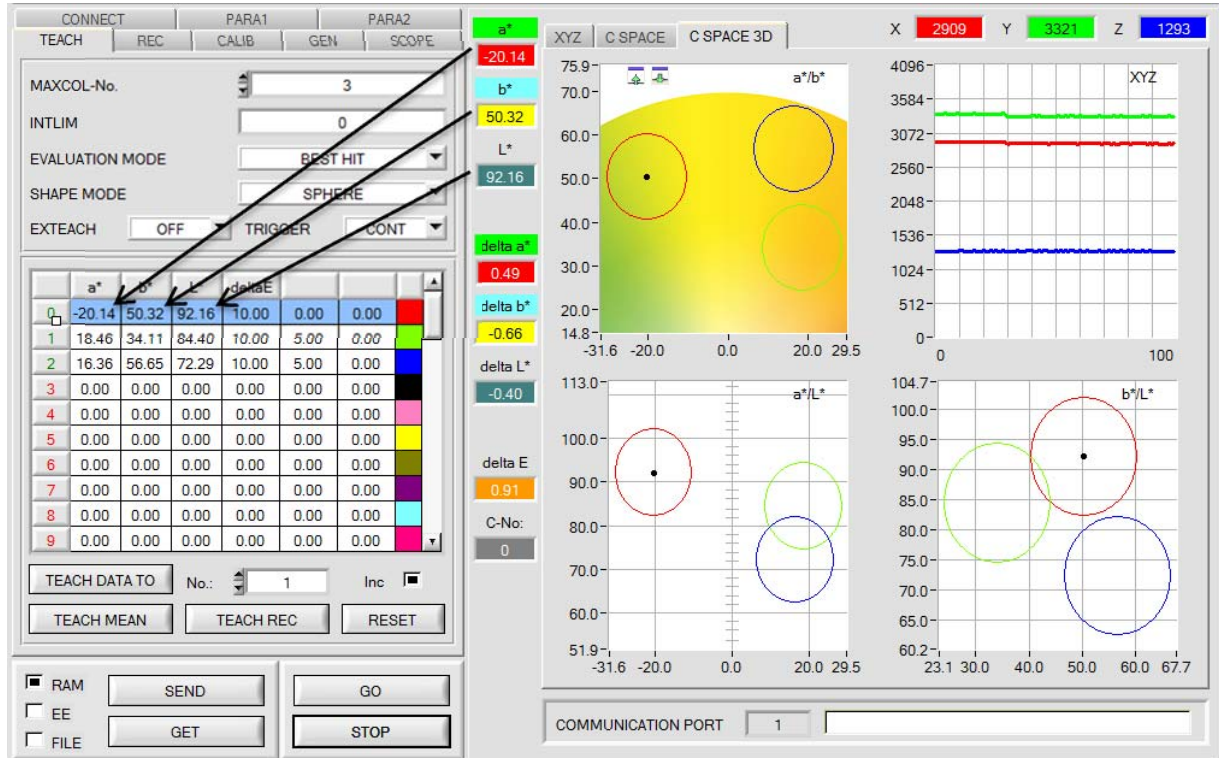 CONNECT PARA1 PARA2
TEACH REC CALIB GEN SCOPE
MAXCOL-No. 3
INTLIM 0
EVALUATION MODE BEST HIT
SHAPE MODE SPHERE
EXTEACH OFF TRIGGER CONT
a* b* L* deltaE
0 -20.14 50.32 92.16 10.00 0.00 0.00
1 18.46 34.11 84.40 10.00 5.00 0.00
2 16.36 56.65 72.29 10.00 5.00 0.00
3 0.00 0.00 0.00 0.00 0.00 0.00
4 0.00 0.00 0.00 0.00 0.00 0.00
5 0.00 0.00 0.00 0.00 0.00 0.00
6 0.00 0.00 0.00 0.00 0.00 0.00
7 0.00 0.00 0.00 0.00 0.00 0.00
8 0.00 0.00 0.00 0.00 0.00 0.00
9 0.00 0.00 0.00 0.00 0.00 0.00
TEACH DATA TO No.: 1 Inc
TEACH MEAN TEACH REC RESET
RAM
EE
FILE
SEND GO
GET STOP
a*
-20.14
b*
50.32
L*
92.16
delta a*
0.49
delta b*
-0.66
delta L*
-0.40
delta E
0.91
C-No:
0
XYZ C SPACE C SPACE 3D
X 2909 Y 3321 Z 1293
a*/b*
75.9
70.0
60.0
50.0
40.0
30.0
20.0
14.8
-31.6 -20.0 0.0 20.0 29.5
XYZ
4096
3584
3072
2560
2048
1536
1024
512
0
0 100
a*/L*
113.0
100.0
90.0
80.0
70.0
60.0
51.9
-31.6 -20.0 0.0 20.0 29.5
b*/L*
104.7
100.0
95.0
90.0
85.0
80.0
75.0
70.0
65.0
60.2
23.1 30.0 40.0 50.0 60.0 67.7
COMMUNICATION PORT 1